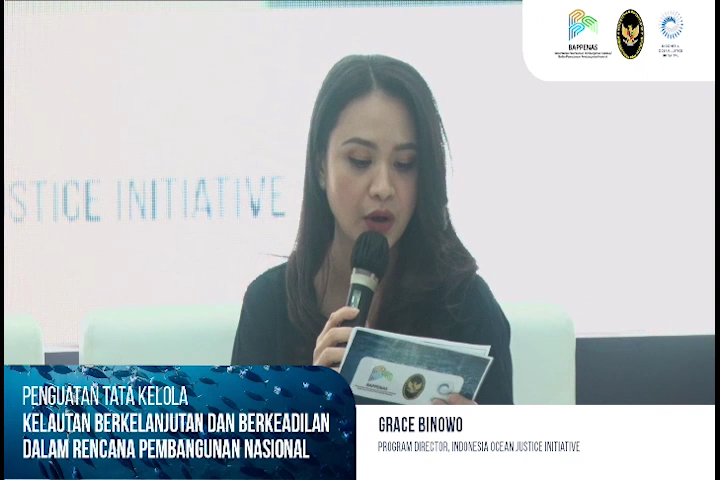 BAPPENAS
STICE INITIATIVE
BAPPENAS
PENGUATAN TATA KELOLA
KELAUTAN BERKELANJUTAN DAN BERKEADILAN
DALAM RENCANA PEMBANGUNAN NASIONAL
GRACE BINOWO
PROGRAM DIRECTOR, INDONESIA OCEAN JUSTICE INITIATIVE